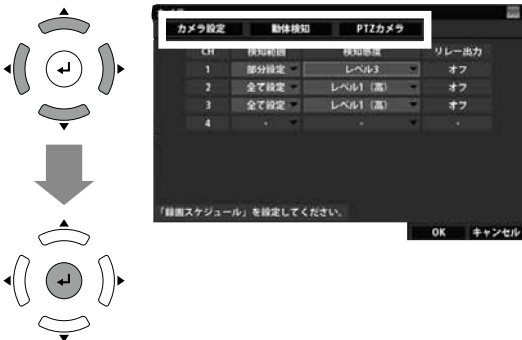 カメラ設定 動体検知 PTZカメラ
CH 検知範囲 検知感度 リレー出力
1 部分設定 レベル3 オフ
2 全て設定 レベル1（高） オフ
3 全て設定 レベル1（高） オフ
4 - - -
「録画スケジュール」を設定してください。
OK キャンセル